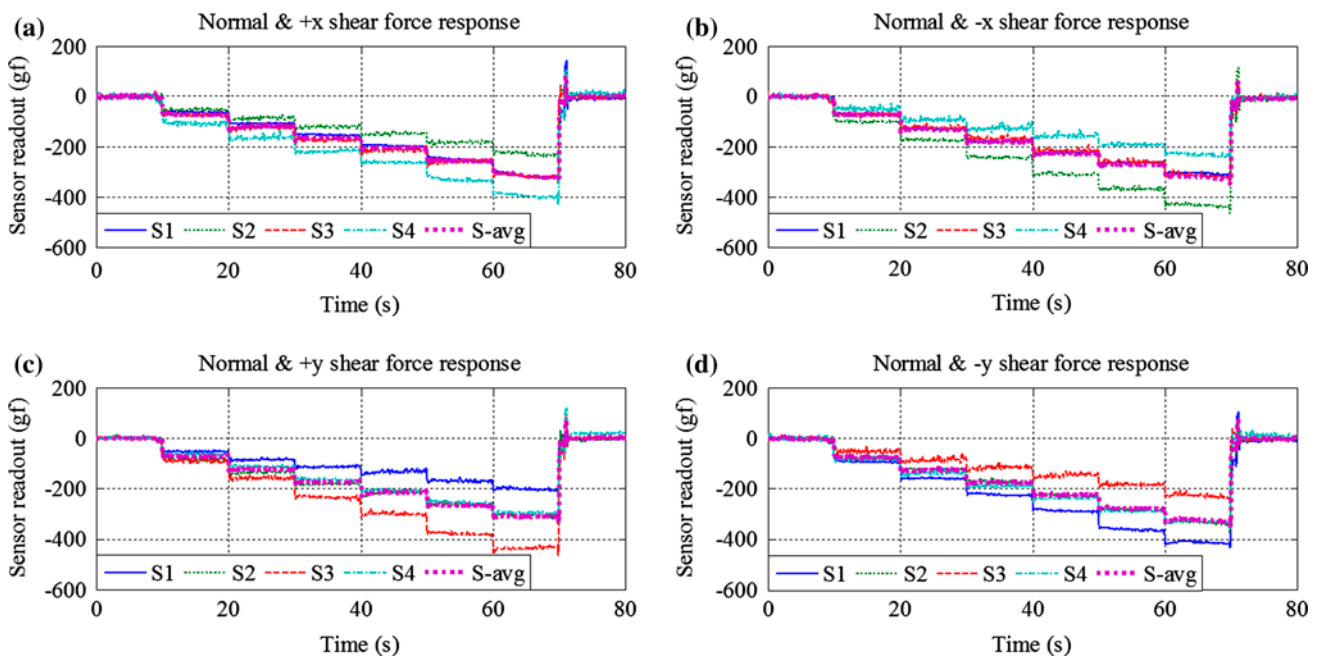 (a) Normal & +x shear force response
Sensor readout (gf)
200
0
-200
-400
-600
S1 S2 S3 S4 S-avg
0 20 40 60 80
Time (s)
(b) Normal & -x shear force response
Sensor readout (gf)
200
0
-200
-400
-600
S1 S2 S3 S4 S-avg
0 20 40 60 80
Time (s)
(c) Normal & +y shear force response
Sensor readout (gf)
200
0
-200
-400
-600
S1 S2 S3 S4 S-avg
0 20 40 60 80
Time (s)
(d) Normal & -y shear force response
Sensor readout (gf)
200
0
-200
-400
-600
S1 S2 S3 S4 S-avg
0 20 40 60 80
Time (s)